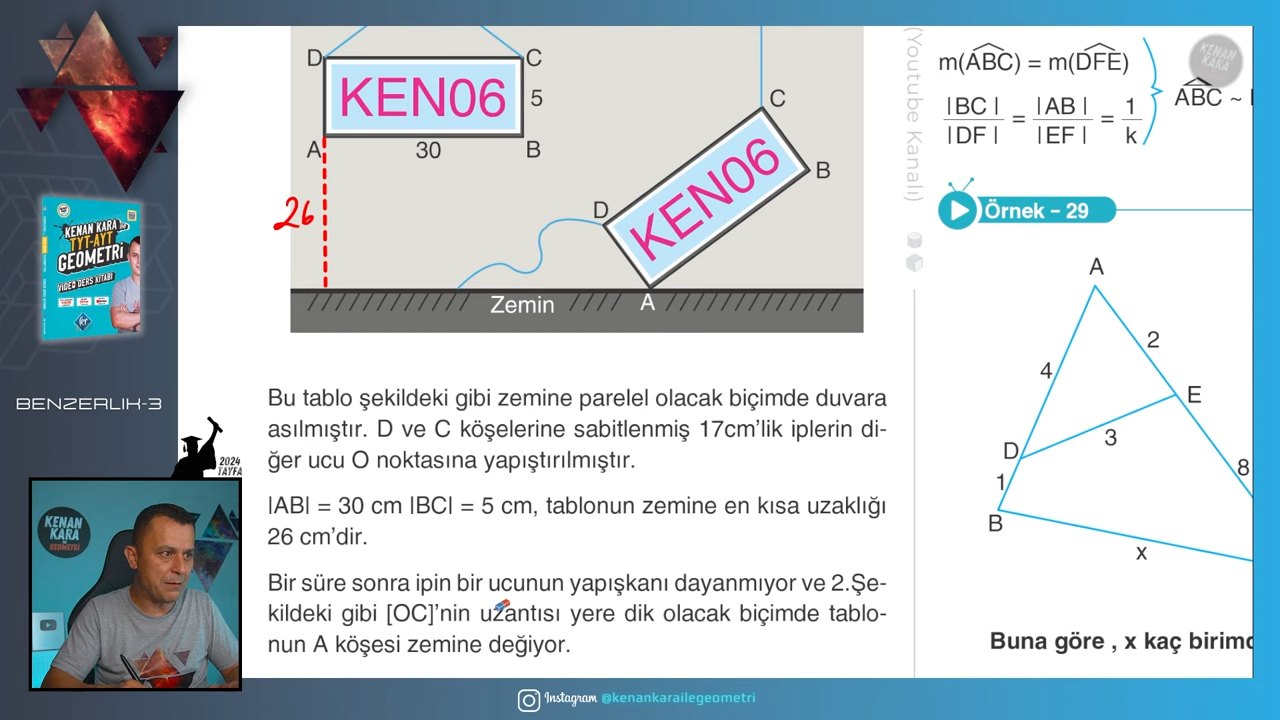 D
C
KEN06
5
A
30
B
26
C
B
D
KEN06
Zemin
A
Bu tablo şekildeki gibi zemine parelel olacak biçimde duvara
asılmıştır. D ve C köşelerine sabitlenmiş 17cm'lik iplerin di-
ğer ucu O noktasına yapıştırılmıştır.
|AB| = 30 cm |BC| = 5 cm, tablonun zemine en kısa uzaklığı
26 cm'dir.
Bir süre sonra ipin bir ucunun yapışkanı dayanmıyor ve 2.Şe-
kildeki gibi [OC]'nin uzantısı yere dik olacak biçimde tablo-
nun A köşesi zemine değiyor.
(Youtube Kanalı)
m(ABC) = m(DFE)
|BC| / |DF| = |AB| / |EF| = 1 / k
ABC ~
KENAN
KARA
Örnek - 29
A
2
4
E
D
3
1
8
B
x
Buna göre , x kaç birim
KENAN KARA ile
TYT-AYT
GEOMETRİ
VİDEO DERS KİTABI
BENZERLIK-3
2024
TAYFA
KENAN
KARA
GEOMETRİ
Instagram @kenankarailegeometri